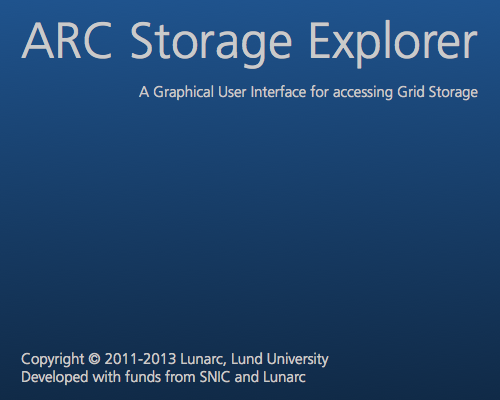 ARC Storage Explorer
A Graphical User Interface for accessing Grid Storage
Copyright © 2011-2013 Lunarc, Lund University
Developed with funds from SNIC and Lunarc